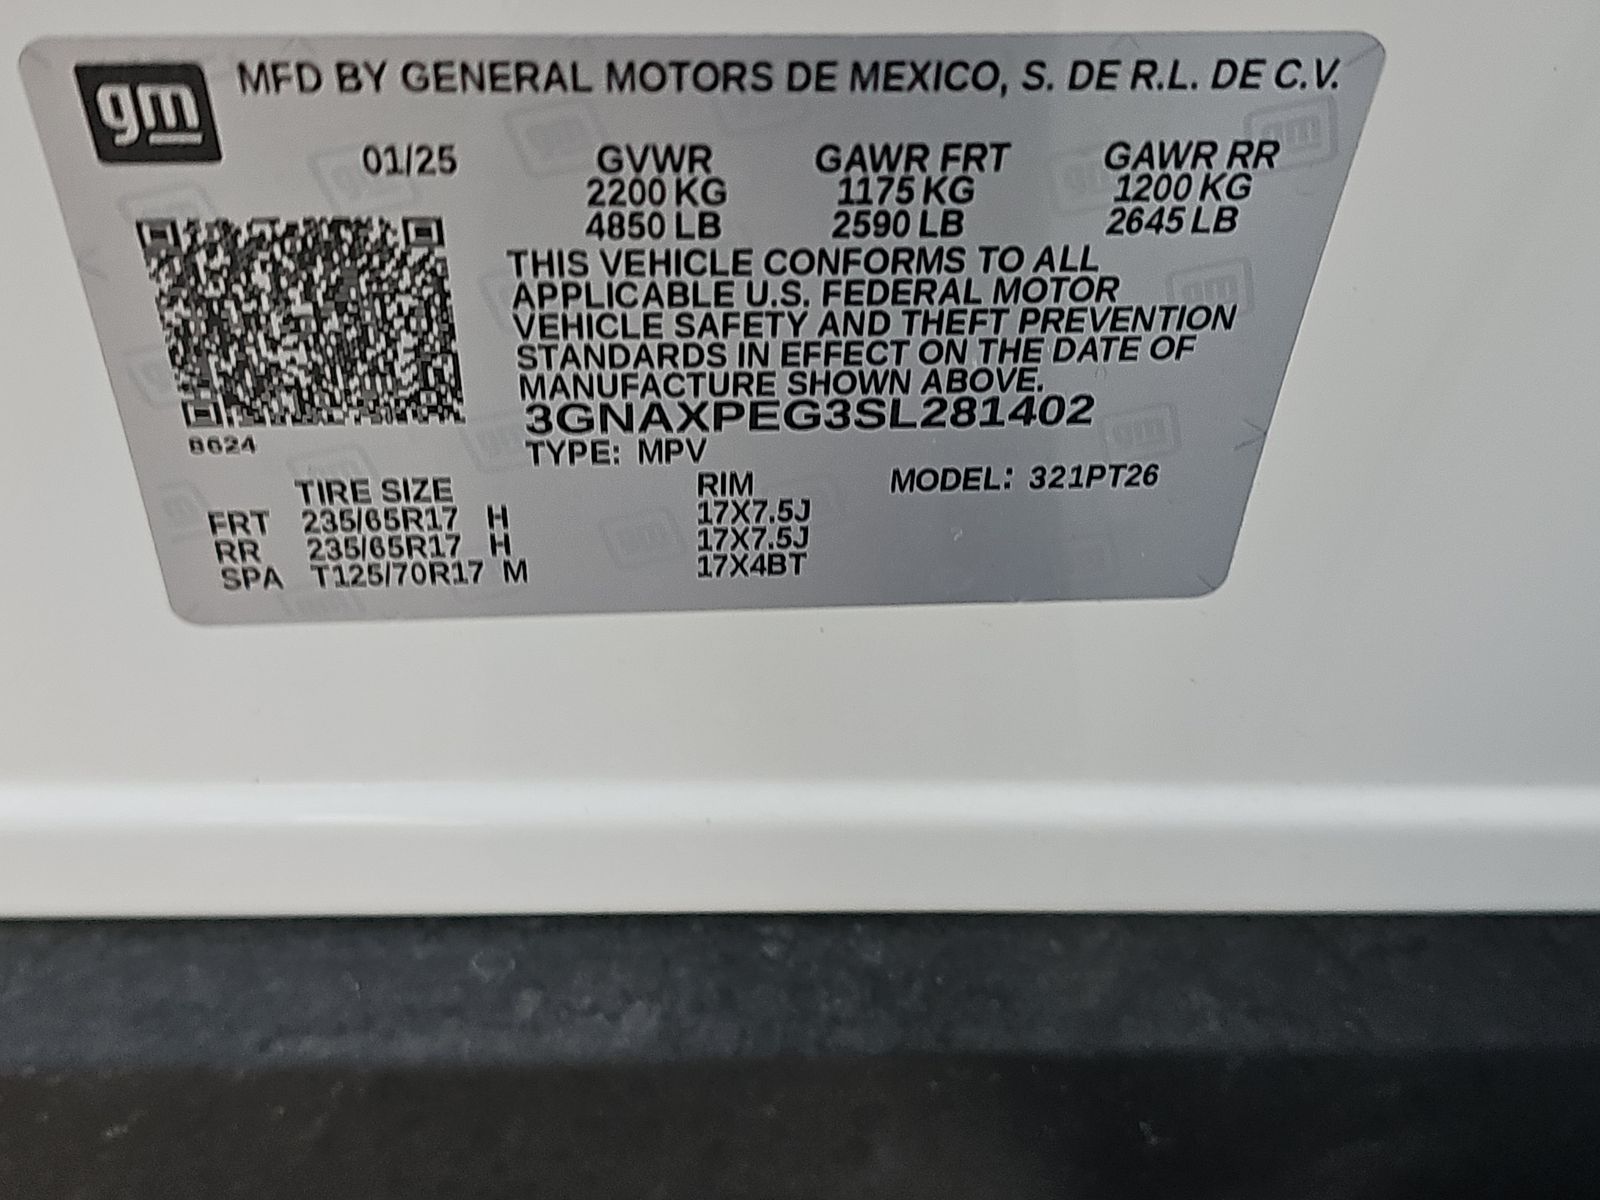 gm
MFD BY GENERAL MOTORS DE MEXICO, S. DE R.L. DE C.V.
01/25 GVWR GAWR FRT GAWR RR
2200 KG 1175 KG 1200 KG
4850 LB 2590 LB 2645 LB
THIS VEHICLE CONFORMS TO ALL
APPLICABLE U.S. FEDERAL MOTOR
VEHICLE SAFETY AND THEFT PREVENTION
STANDARDS IN EFFECT ON THE DATE OF
MANUFACTURE SHOWN ABOVE.
3GNAXPEG3SL281402
8624
TYPE: MPV
MODEL: 321PT26
TIRE SIZE RIM
FRT 235/65R17 H 17X7.5J
RR 235/65R17 H 17X7.5J
SPA T125/70R17 M 17X4BT